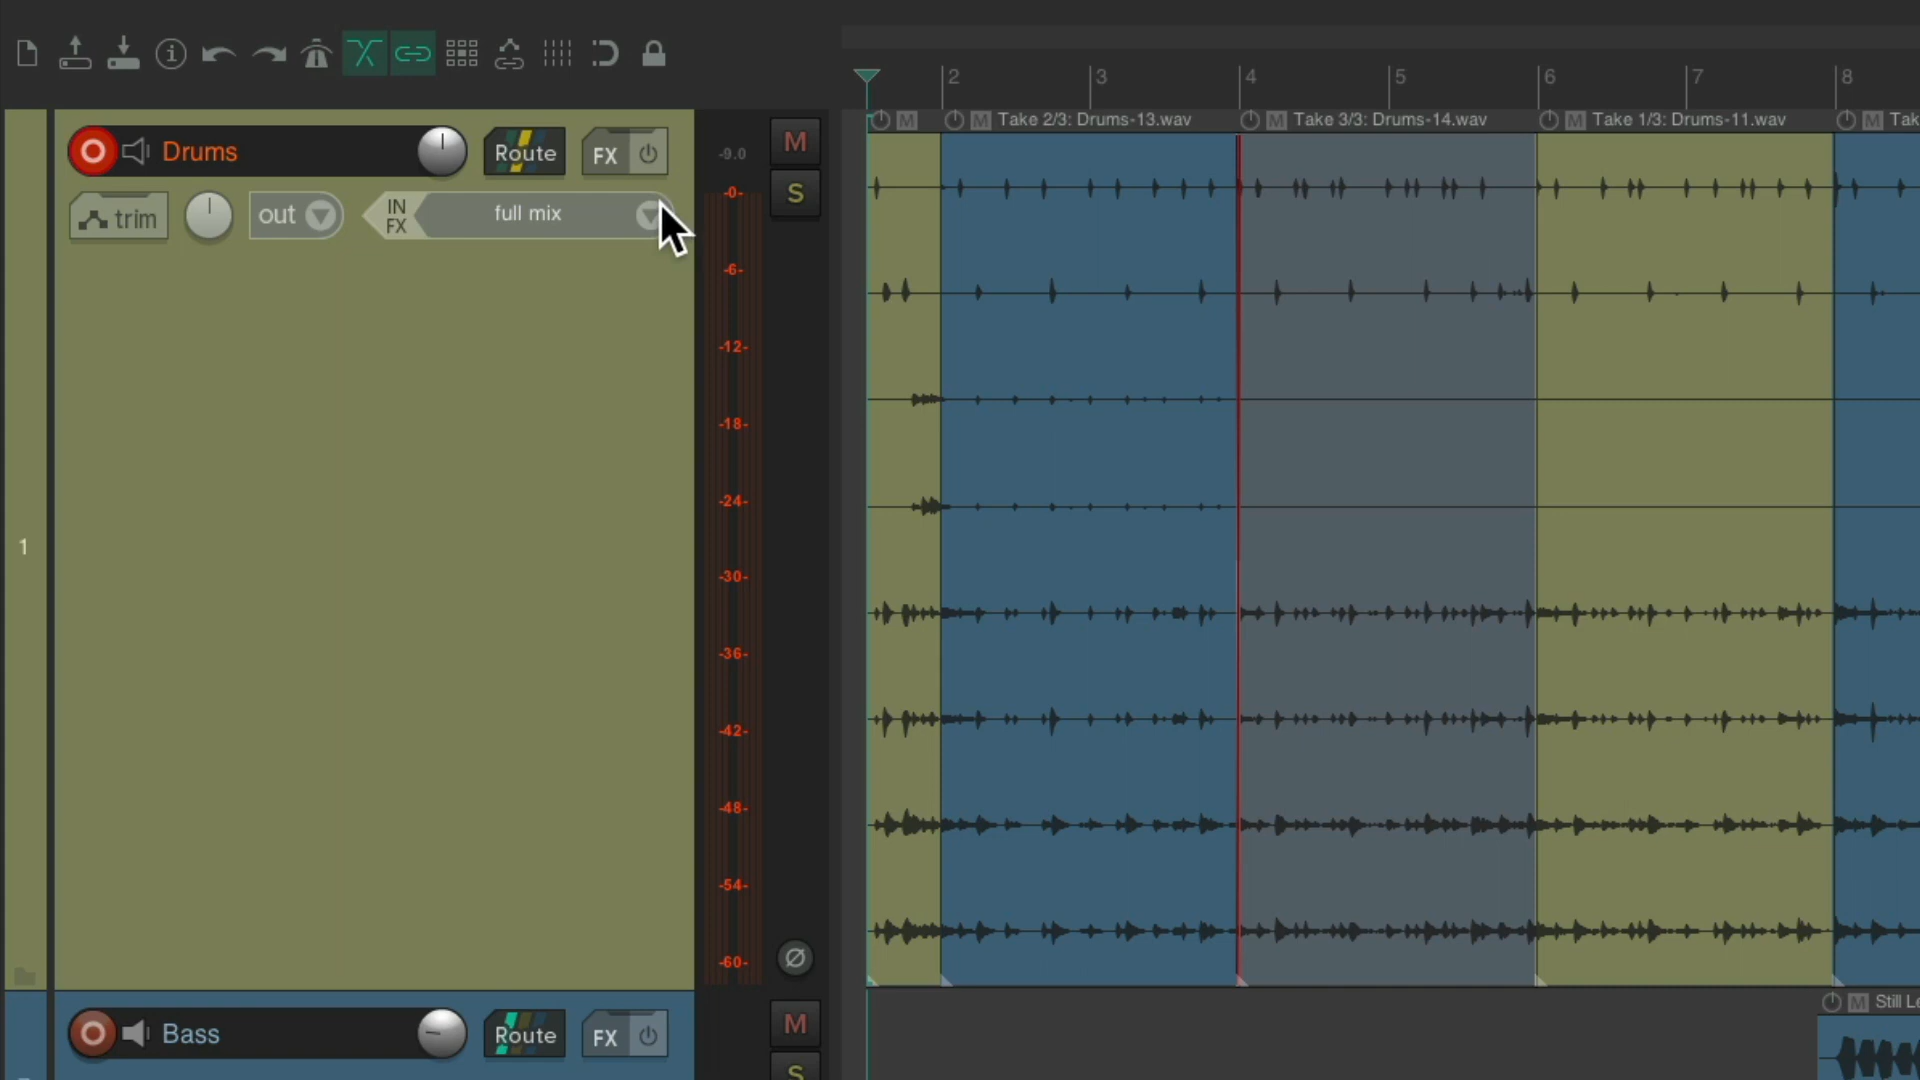 2 3 4 5 6 7 8
M M Take 2/3: Drums-13.wav M Take 3/3: Drums-14.wav M Take 1/3: Drums-11.wav M Tak
Drums Route FX -9.0 M
-0- S
trim out IN FX full mix
-6-
-12-
-18-
-24-
1
-30-
-36-
-42-
-48-
-54-
-60-
M Still Le
Bass Route FX M
S